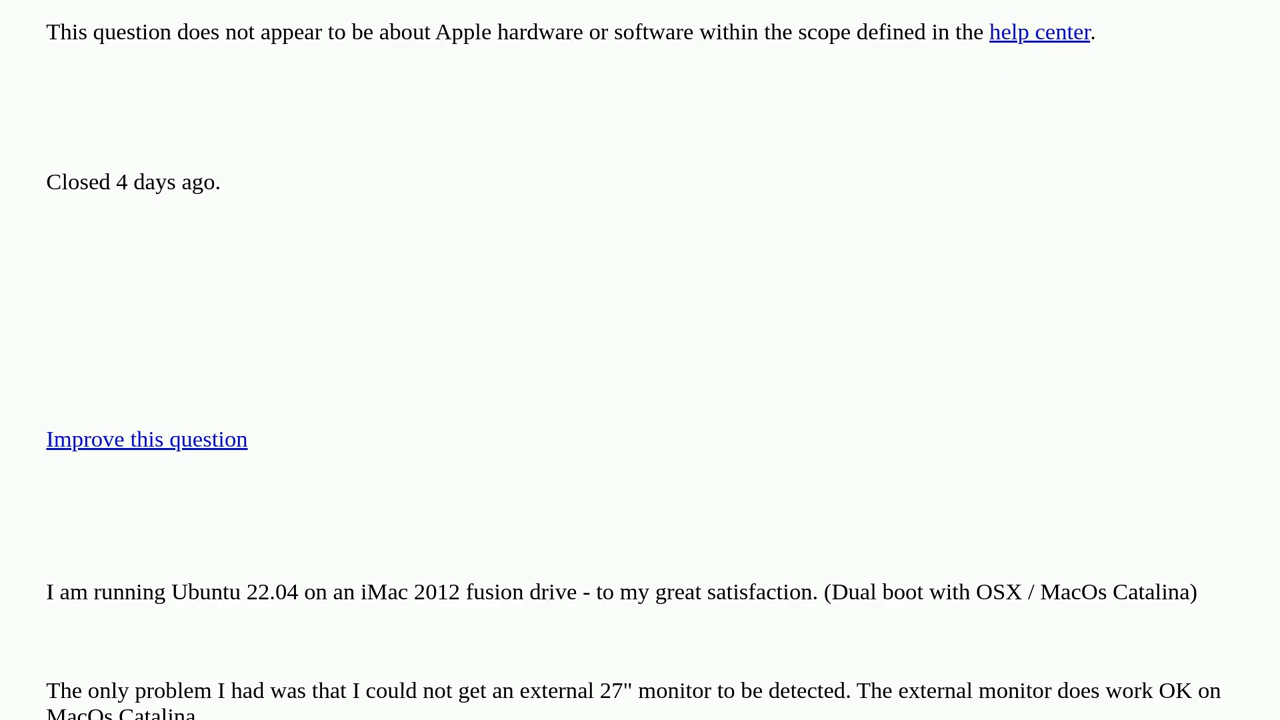 This question does not appear to be about Apple hardware or software within the scope defined in the help center.
Closed 4 days ago.
Improve this question
I am running Ubuntu 22.04 on an iMac 2012 fusion drive - to my great satisfaction. (Dual boot with OSX / MacOs Catalina)
The only problem I had was that I could not get an external 27" monitor to be detected. The external monitor does work OK on
MacOs Catalina